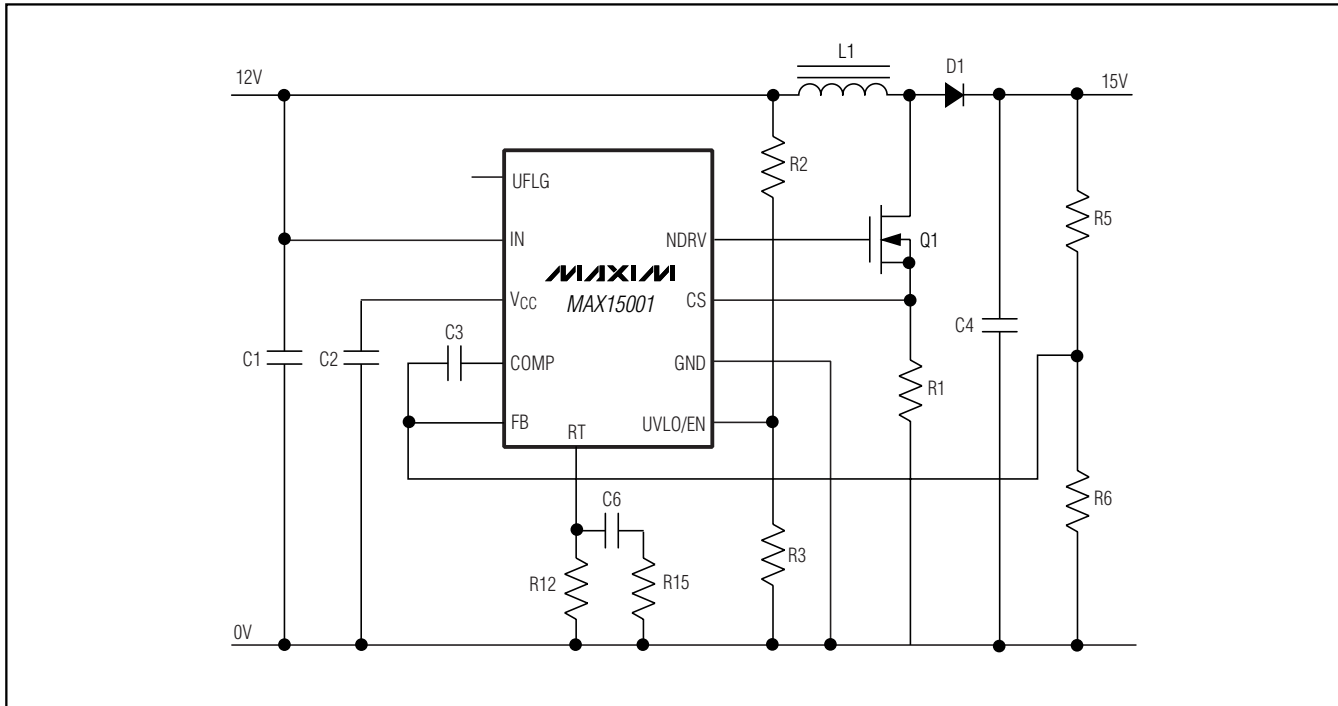 L1
D1
12V
15V
R2
UFLG
R5
IN
NDRV
Q1
MAXIM
MAX15001
VCC
CS
C3
C4
C1
C2
COMP
GND
R1
FB
UVLO/EN
RT
C6
R6
R3
R12
R15
0V